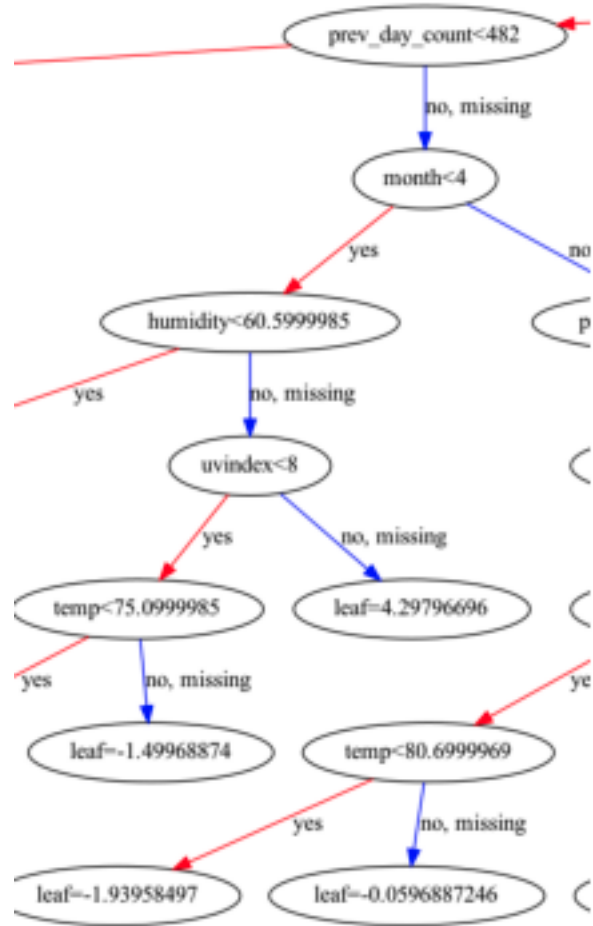 prev_day_count<482
no, missing
month<4
yes
no
humidity<60.5999985
p
yes
no, missing
uvindex<8
yes
no, missing
temp<75.0999985
leaf=4.29796696
yes
no, missing
ye
leaf=-1.49968874
temp<80.6999969
yes
no, missing
leaf=-1.93958497
leaf=-0.0596887246